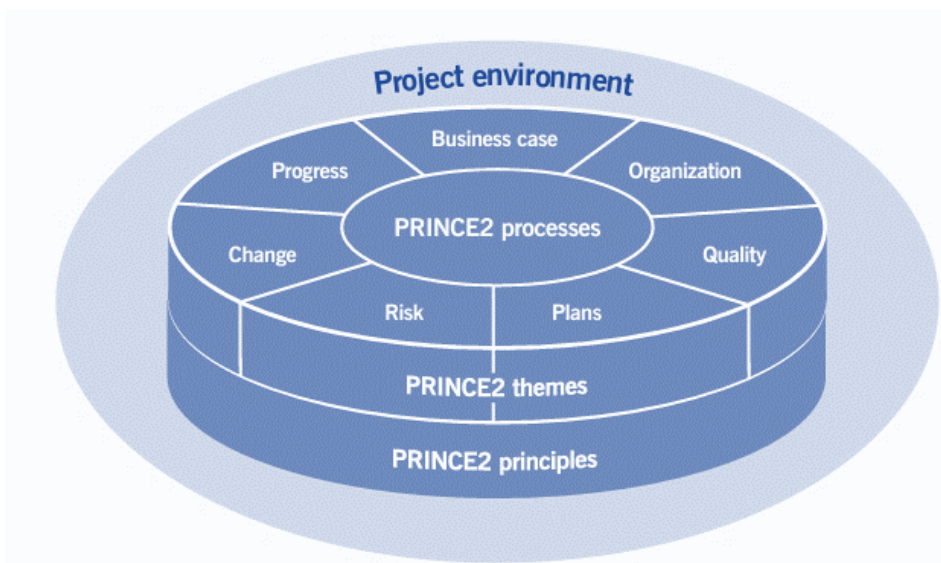 Project environment
Business case
Progress
Organization
PRINCE2 processes
Change
Quality
Risk
Plans
PRINCE2 themes
PRINCE2 principles